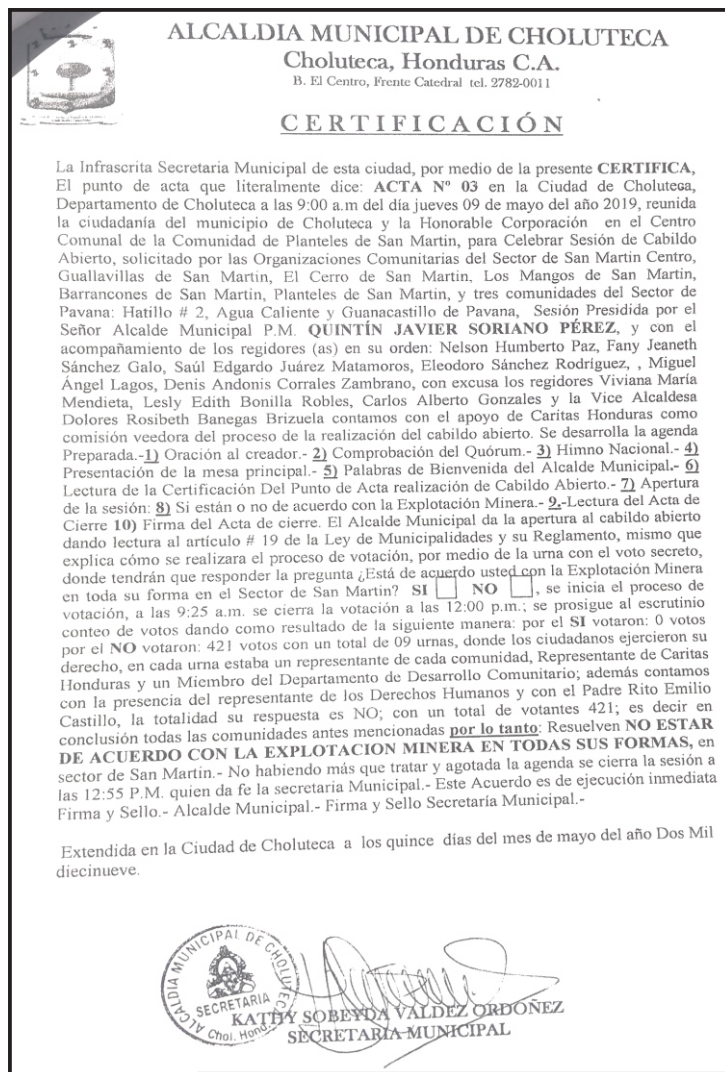 ALCALDIA MUNICIPAL DE CHOLUTECA
Choluteca, Honduras C.A.
B. El Centro, Frente Catedral tel. 2782-0011
CERTIFICACIÓN
La Infrascrita Secretaria Municipal de esta ciudad, por medio de la presente CERTIFICA,
El punto de acta que literalmente dice: ACTA Nº 03 en la Ciudad de Choluteca,
Departamento de Choluteca a las 9:00 a.m del día jueves 09 de mayo del año 2019, reunida
la ciudadanía del municipio de Choluteca y la Honorable Corporación en el Centro
Comunal de la Comunidad de Planteles de San Martin, para Celebrar Sesión de Cabildo
Abierto, solicitado por las Organizaciones Comunitarias del Sector de San Martin Centro,
Guallavillas de San Martin, El Cerro de San Martin, Los Mangos de San Martin,
Barrancones de San Martin, Planteles de San Martin, y tres comunidades del Sector de
Pavana: Hatillo # 2, Agua Caliente y Guanacastillo de Pavana, Sesión Presidida por el
Señor Alcalde Municipal P.M. QUINTÍN JAVIER SORIANO PÉREZ, y con el
acompañamiento de los regidores (as) en su orden: Nelson Humberto Paz, Fany Jeaneth
Sánchez Galo, Saúl Edgardo Juárez Matamoros, Eleodoro Sánchez Rodríguez, , Miguel
Ángel Lagos, Denis Andonis Corrales Zambrano, con excusa los regidores Viviana María
Mendieta, Lesly Edith Bonilla Robles, Carlos Alberto Gonzales y la Vice Alcaldesa
Dolores Rosibeth Banegas Brizuela contamos con el apoyo de Caritas Honduras como
comisión veedora del proceso de la realización del cabildo abierto. Se desarrolla la agenda
Preparada.-1) Oración al creador.- 2) Comprobación del Quórum.- 3) Himno Nacional.- 4)
Presentación de la mesa principal.- 5) Palabras de Bienvenida del Alcalde Municipal.- 6)
Lectura de la Certificación Del Punto de Acta realización de Cabildo Abierto.- 7) Apertura
de la sesión: 8) Si están o no de acuerdo con la Explotación Minera.- 9.-Lectura del Acta de
Cierre 10) Firma del Acta de cierre. El Alcalde Municipal da la apertura al cabildo abierto
dando lectura al artículo # 19 de la Ley de Municipalidades y su Reglamento, mismo que
explica cómo se realizara el proceso de votación, por medio de la urna con el voto secreto,
donde tendrán que responder la pregunta ¿Está de acuerdo usted con la Explotación Minera
en toda su forma en el Sector de San Martin? SI NO , se inicia el proceso de
votación, a las 9:25 a.m. se cierra la votación a las 12:00 p.m.; se prosigue al escrutinio
conteo de votos dando como resultado de la siguiente manera: por el SI votaron: 0 votos
por el NO votaron: 421 votos con un total de 09 urnas, donde los ciudadanos ejercieron su
derecho, en cada urna estaba un representante de cada comunidad, Representante de Caritas
Honduras y un Miembro del Departamento de Desarrollo Comunitario; además contamos
con la presencia del representante de los Derechos Humanos y con el Padre Rito Emilio
Castillo, la totalidad su respuesta es NO; con un total de votantes 421; es decir en
conclusión todas las comunidades antes mencionadas por lo tanto: Resuelven NO ESTAR
DE ACUERDO CON LA EXPLOTACION MINERA EN TODAS SUS FORMAS, en
sector de San Martin.- No habiendo más que tratar y agotada la agenda se cierra la sesión a
las 12:55 P.M. quien da fe la secretaria Municipal.- Este Acuerdo es de ejecución inmediata
Firma y Sello.- Alcalde Municipal.- Firma y Sello Secretaría Municipal.-
Extendida en la Ciudad de Choluteca a los quince días del mes de mayo del año Dos Mil
diecinueve.
ALCALDIA MUNICIPAL DE CHOLUTECA
SECRETARIA
Chol. Hond.
KATHY SOBEYDA VALDEZ ORDOÑEZ
SECRETARIA MUNICIPAL